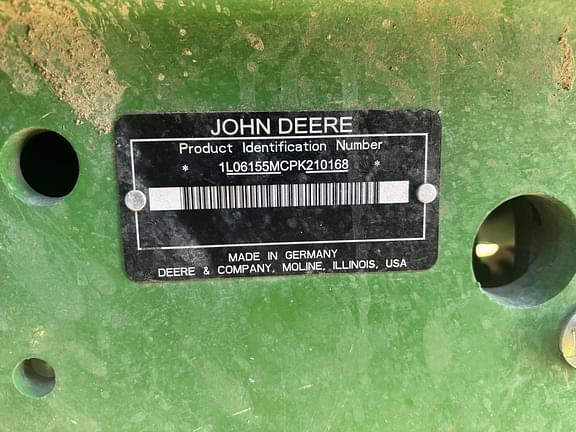 JOHN DEERE
Product Identification Number
* 1L06155MCPK210168 *
MADE IN GERMANY
DEERE & COMPANY, MOLINE, ILLINOIS, USA